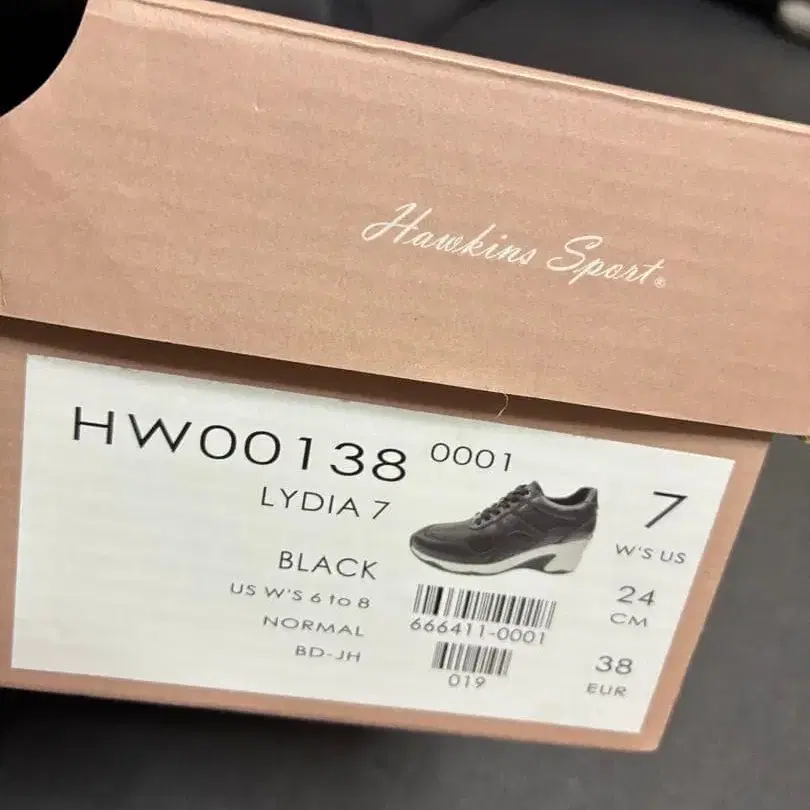 Hawkins Sport®
HW00138 0001
LYDIA 7
BLACK
US W'S 6 to 8
NORMAL
BD-JH
666411-0001
019
7
W'S US
24
CM
38
EUR